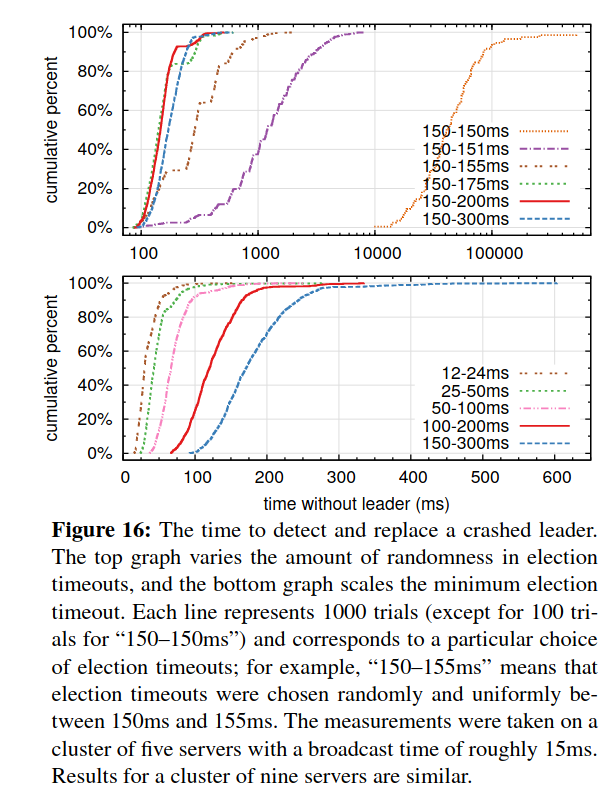 cumulative percent
100%
80%
60%
40%
20%
0%
150-150ms
150-151ms
150-155ms
150-175ms
150-200ms
150-300ms
100 1000 10000 100000
cumulative percent
100%
80%
60%
40%
20%
0%
12-24ms
25-50ms
50-100ms
100-200ms
150-300ms
0 100 200 300 400 500 600
time without leader (ms)
Figure 16: The time to detect and replace a crashed leader.
The top graph varies the amount of randomness in election
timeouts, and the bottom graph scales the minimum election
timeout. Each line represents 1000 trials (except for 100 tri-
als for “150–150ms”) and corresponds to a particular choice
of election timeouts; for example, “150–155ms” means that
election timeouts were chosen randomly and uniformly be-
tween 150ms and 155ms. The measurements were taken on a
cluster of five servers with a broadcast time of roughly 15ms.
Results for a cluster of nine servers are similar.